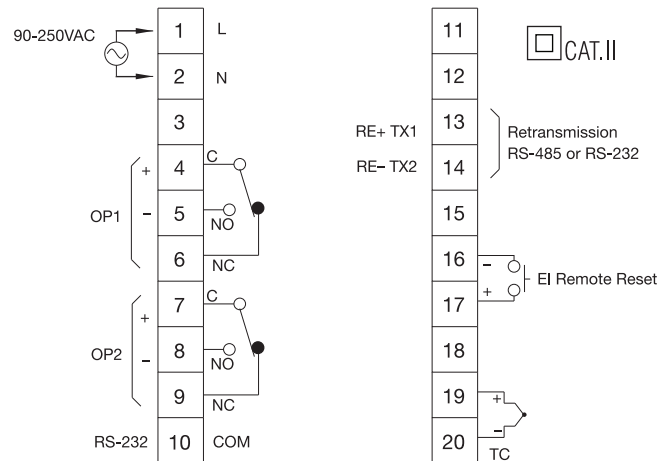 90-250VAC
1 L
2 N
3
4 C
+
OP1
5 NO
−
6 NC
7 C
+
OP2
8 NO
−
9 NC
RS-232 10 COM
11
CAT.II
12
RE+ TX1 13
Retransmission
RS-485 or RS-232
RE− TX2 14
15
16 −
EI Remote Reset
17 +
18
19 +
20 −
TC